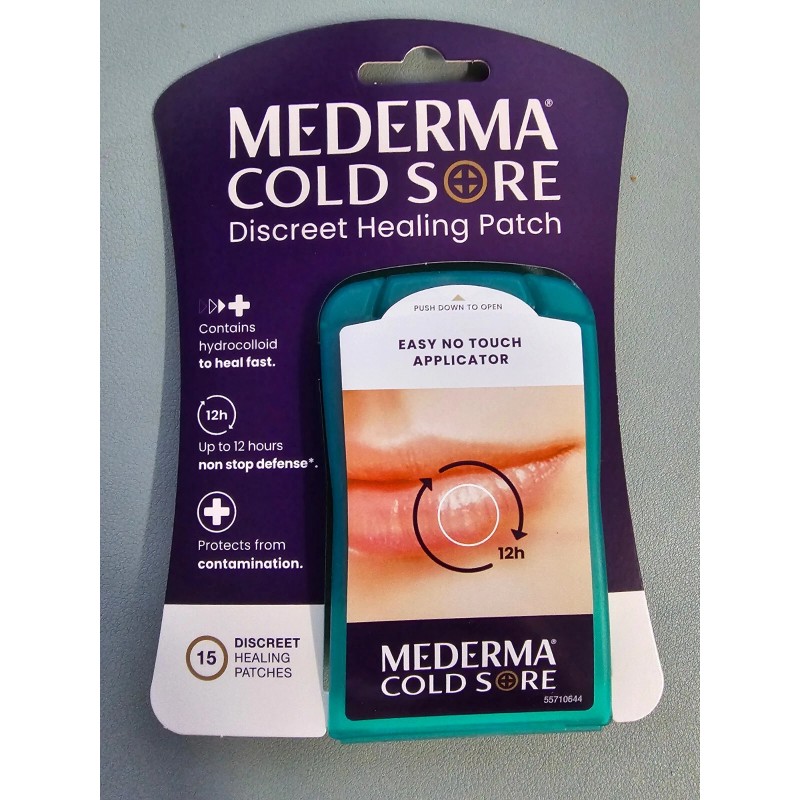 MEDERMA®
COLD SORE
Discreet Healing Patch
Contains
hydrocolloid
to heal fast.
12h
Up to 12 hours
non stop defense*.
Protects from
contamination.
15
DISCREET
HEALING
PATCHES
PUSH DOWN TO OPEN
EASY NO TOUCH
APPLICATOR
12h
MEDERMA®
COLD SORE
55710644